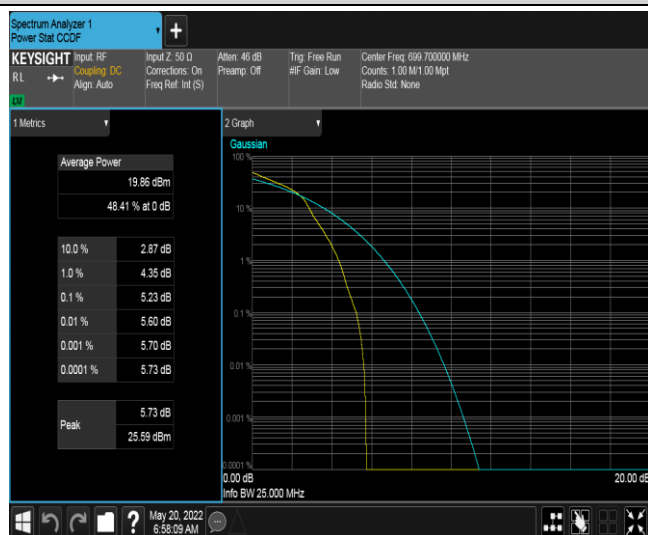 Spectrum Analyzer 1
Power Stat CCDF
+
KEYSIGHT
RL
LXI
Input: RF
Coupling: DC
Align: Auto
Input Z: 50 Ω
Corrections: On
Freq Ref: Int (S)
Atten: 46 dB
Preamp: Off
Trig: Free Run
#IF Gain: Low
Center Freq: 699.700000 MHz
Counts: 1.00 M/1.00 Mpt
Radio Std: None
1 Metrics
Average Power
19.86 dBm
48.41 % at 0 dB
10.0 % 2.87 dB
1.0 % 4.35 dB
0.1 % 5.23 dB
0.01 % 5.60 dB
0.001 % 5.70 dB
0.0001 % 5.73 dB
Peak
5.73 dB
25.59 dBm
2 Graph
Gaussian
100 %
10 %
1 %
0.1 %
0.01 %
0.001 %
0.0001 %
0.00 dB
20.00 dB
Info BW 25.000 MHz
?
May 20, 2022
6:58:09 AM